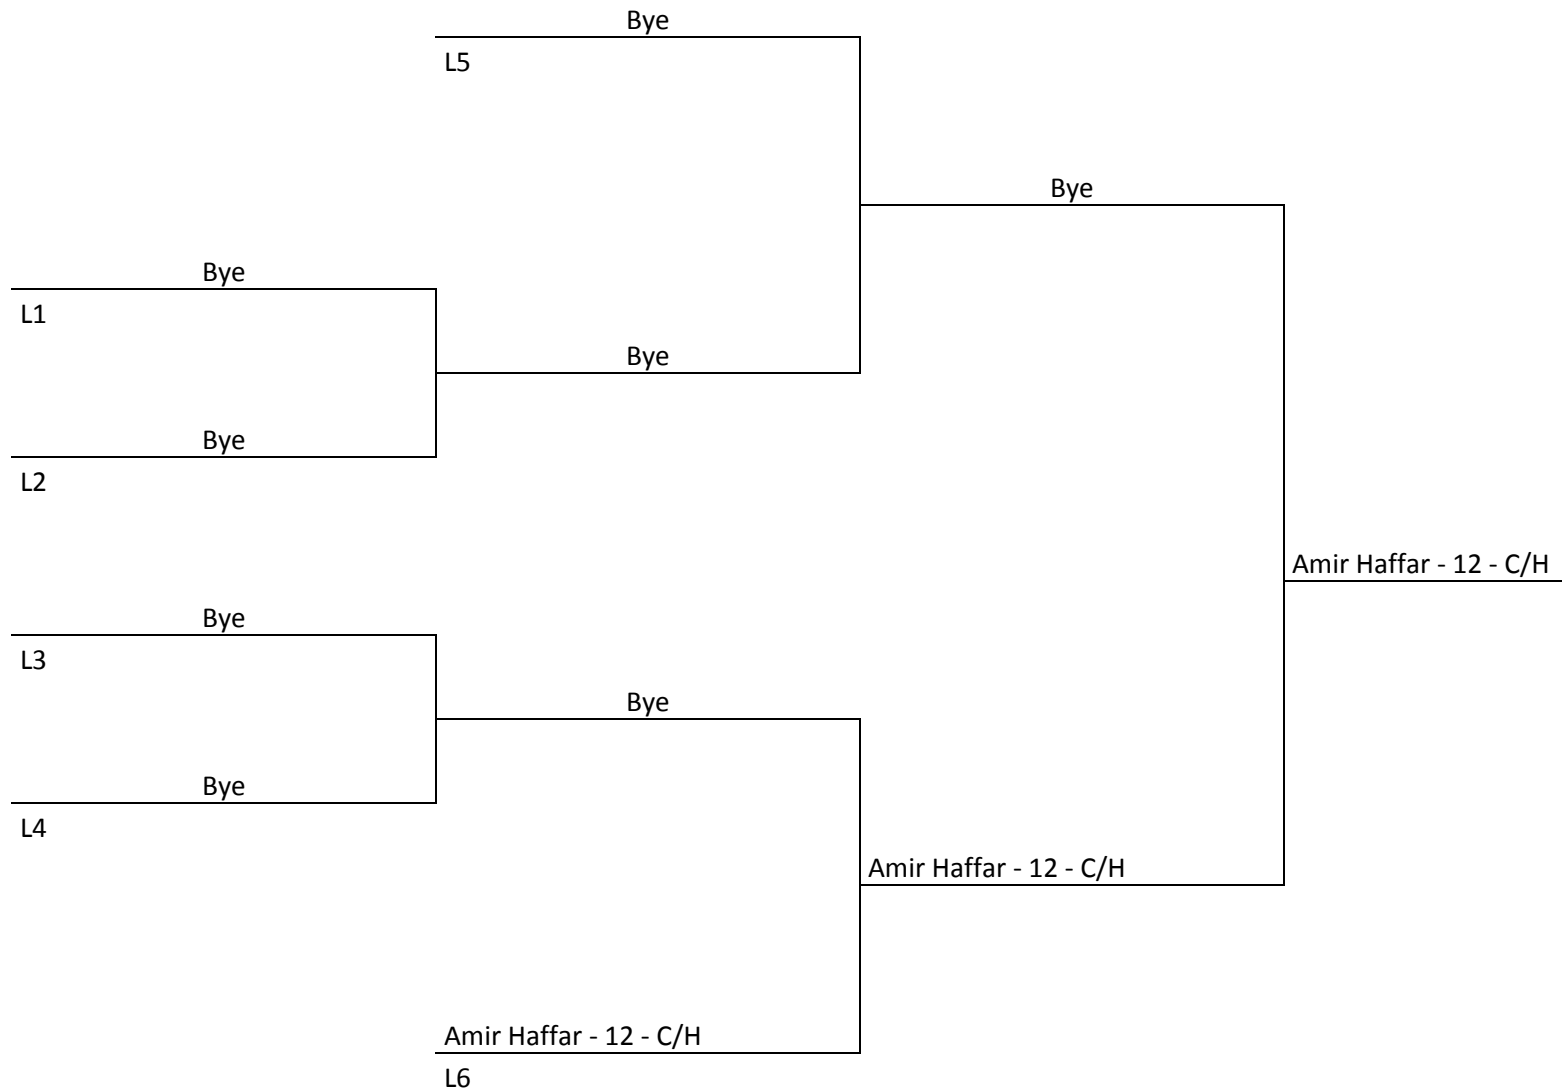 Bye
L5
Bye
Bye
L1
Bye
Bye
L2
Amir Haffar - 12 - C/H
Bye
L3
Bye
Bye
L4
Amir Haffar - 12 - C/H
Amir Haffar - 12 - C/H
L6